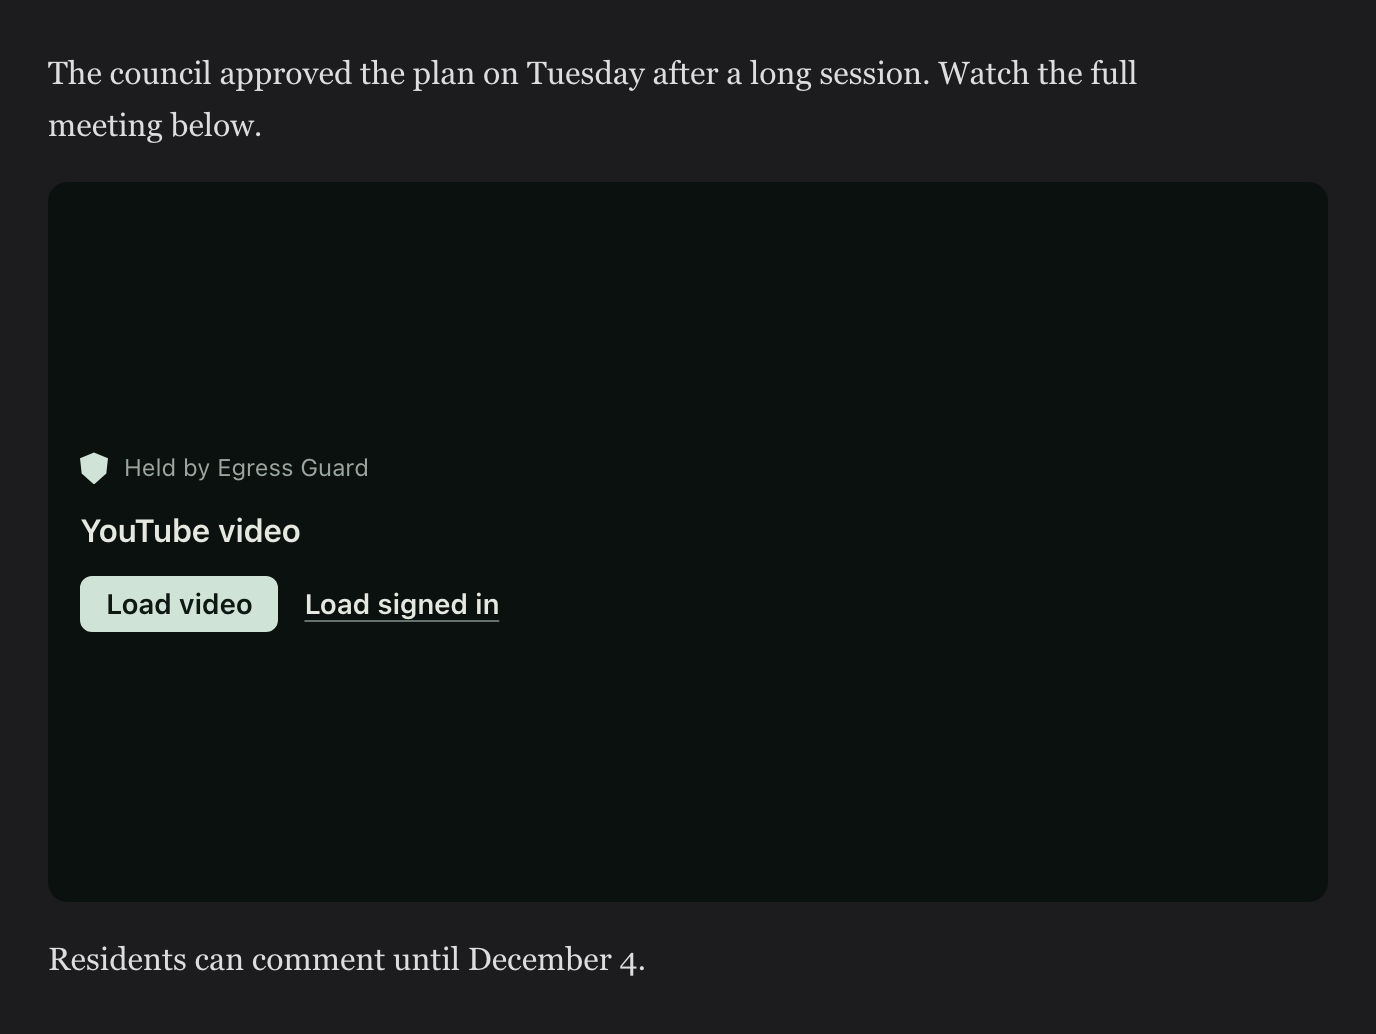 The council approved the plan on Tuesday after a long session. Watch the full
meeting below.
Held by Egress Guard
YouTube video
Load video Load signed in
Residents can comment until December 4.